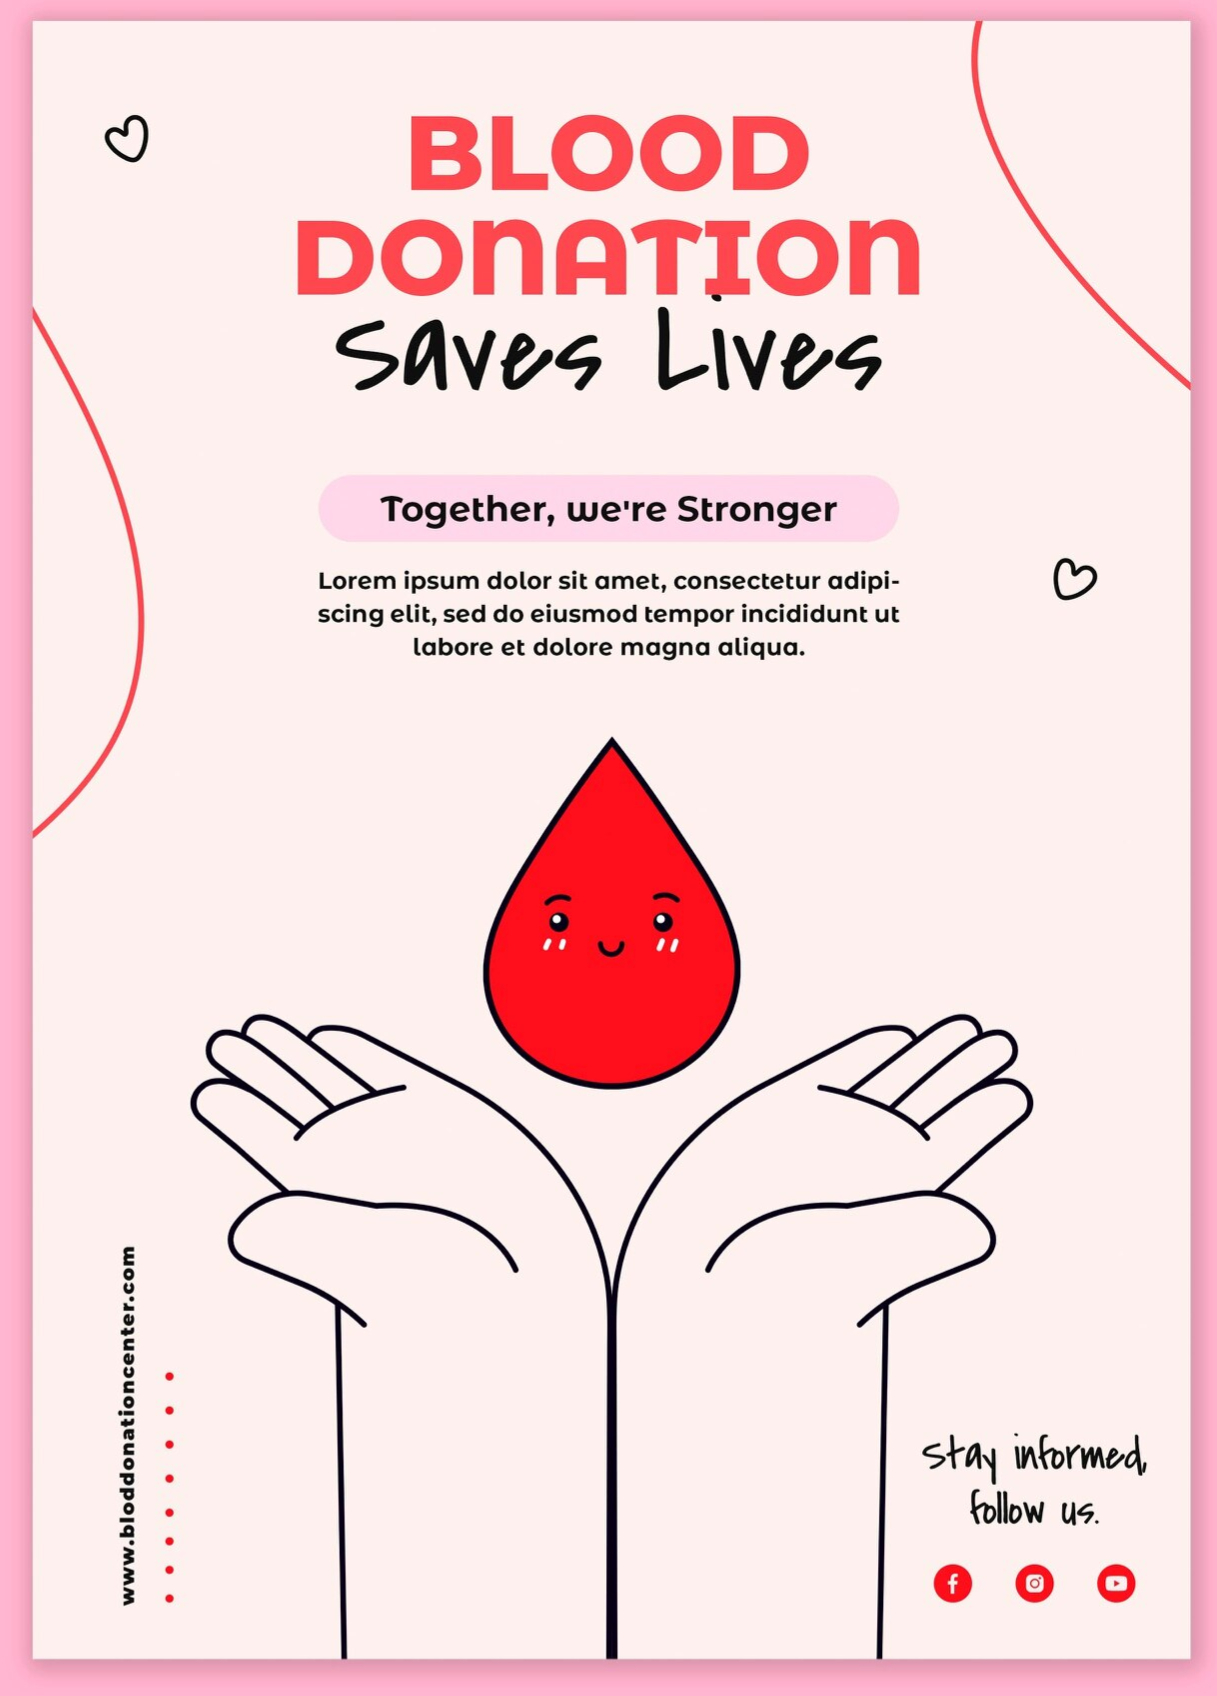 BLOOD
DONATION
Saves Lives
Together, we're Stronger
Lorem ipsum dolor sit amet, consectetur adipi-
scing elit, sed do eiusmod tempor incididunt ut
labore et dolore magna aliqua.
www.bloddonationcenter.com
Stay informed,
follow us.